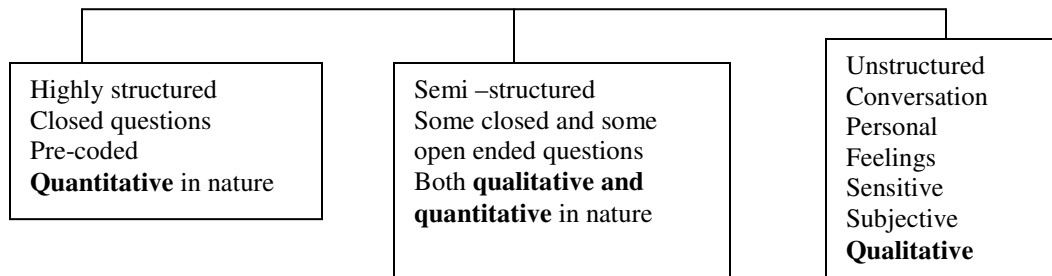 Highly structured
Closed questions
Pre-coded
Quantitative in nature
Semi –structured
Some closed and some
open ended questions
Both qualitative and
quantitative in nature
Unstructured
Conversation
Personal
Feelings
Sensitive
Subjective
Qualitative